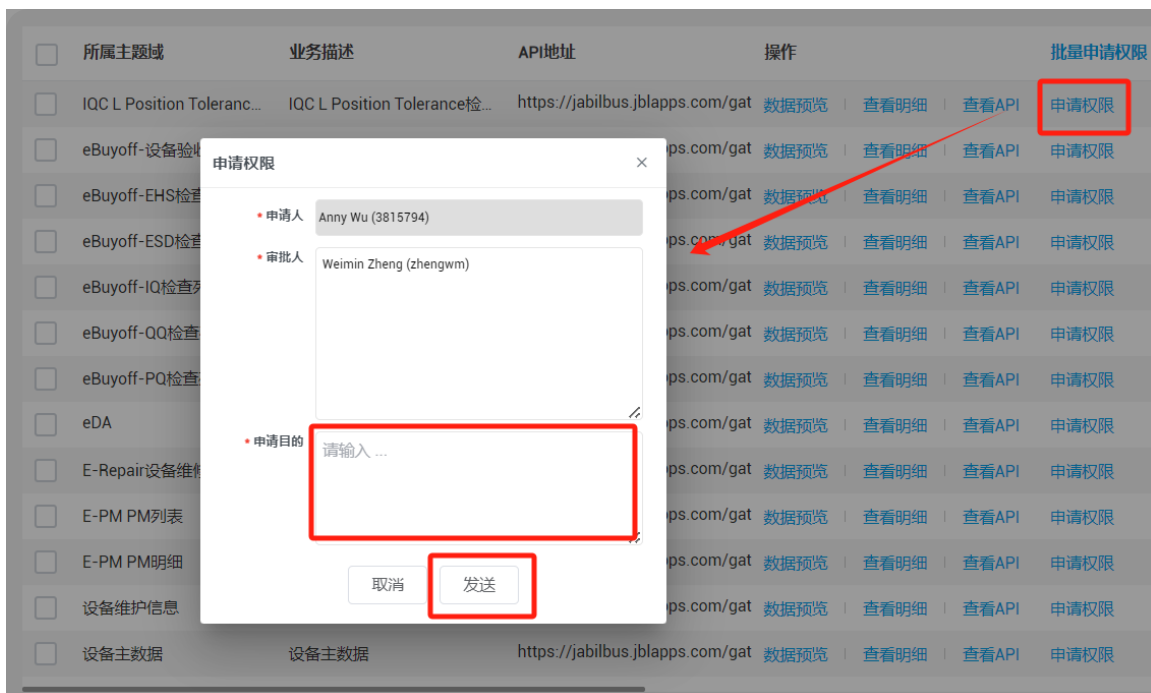 所属主题域 业务描述 API地址 操作 批量申请权限
IQC L Position Toleranc... IQC L Position Tolerance检... https://jabilbus.jblapps.com/gat 数据预览 查看明细 查看API 申请权限
eBuyoff-设备验收 ps.com/gat 数据预览 查看明细 查看API 申请权限
申请权限 ×
eBuyoff-EHS检查 ps.com/gat 数据预览 查看明细 查看API 申请权限
* 申请人 Anny Wu (3815794)
eBuyoff-ESD检查 ps.com/gat 数据预览 查看明细 查看API 申请权限
* 审批人 Weimin Zheng (zhengwm)
eBuyoff-IQ检查列 ps.com/gat 数据预览 查看明细 查看API 申请权限
eBuyoff-QQ检查 ps.com/gat 数据预览 查看明细 查看API 申请权限
eBuyoff-PQ检查 ps.com/gat 数据预览 查看明细 查看API 申请权限
eDA ps.com/gat 数据预览 查看明细 查看API 申请权限
* 申请目的 请输入 ...
E-Repair设备维修 ps.com/gat 数据预览 查看明细 查看API 申请权限
E-PM PM列表 ps.com/gat 数据预览 查看明细 查看API 申请权限
E-PM PM明细 ps.com/gat 数据预览 查看明细 查看API 申请权限
取消 发送
设备维护信息 ps.com/gat 数据预览 查看明细 查看API 申请权限
设备主数据 设备主数据 https://jabilbus.jblapps.com/gat 数据预览 查看明细 查看API 申请权限